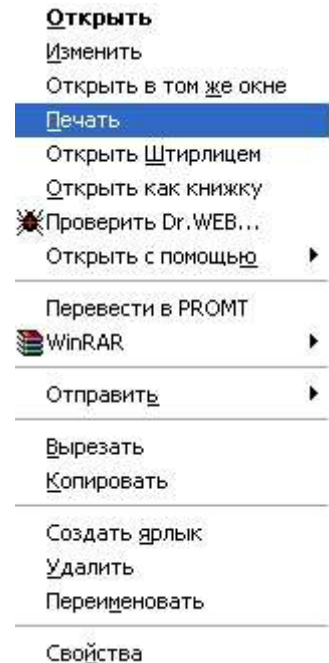 Открыть
Изменить
Открыть в том же окне
Печать
Открыть Штирлицем
Открыть как книжку
Проверить Dr.WEB...
Открыть с помощью
Перевести в PROMT
WinRAR
Отправить
Вырезать
Копировать
Создать ярлык
Удалить
Переименовать
Свойства